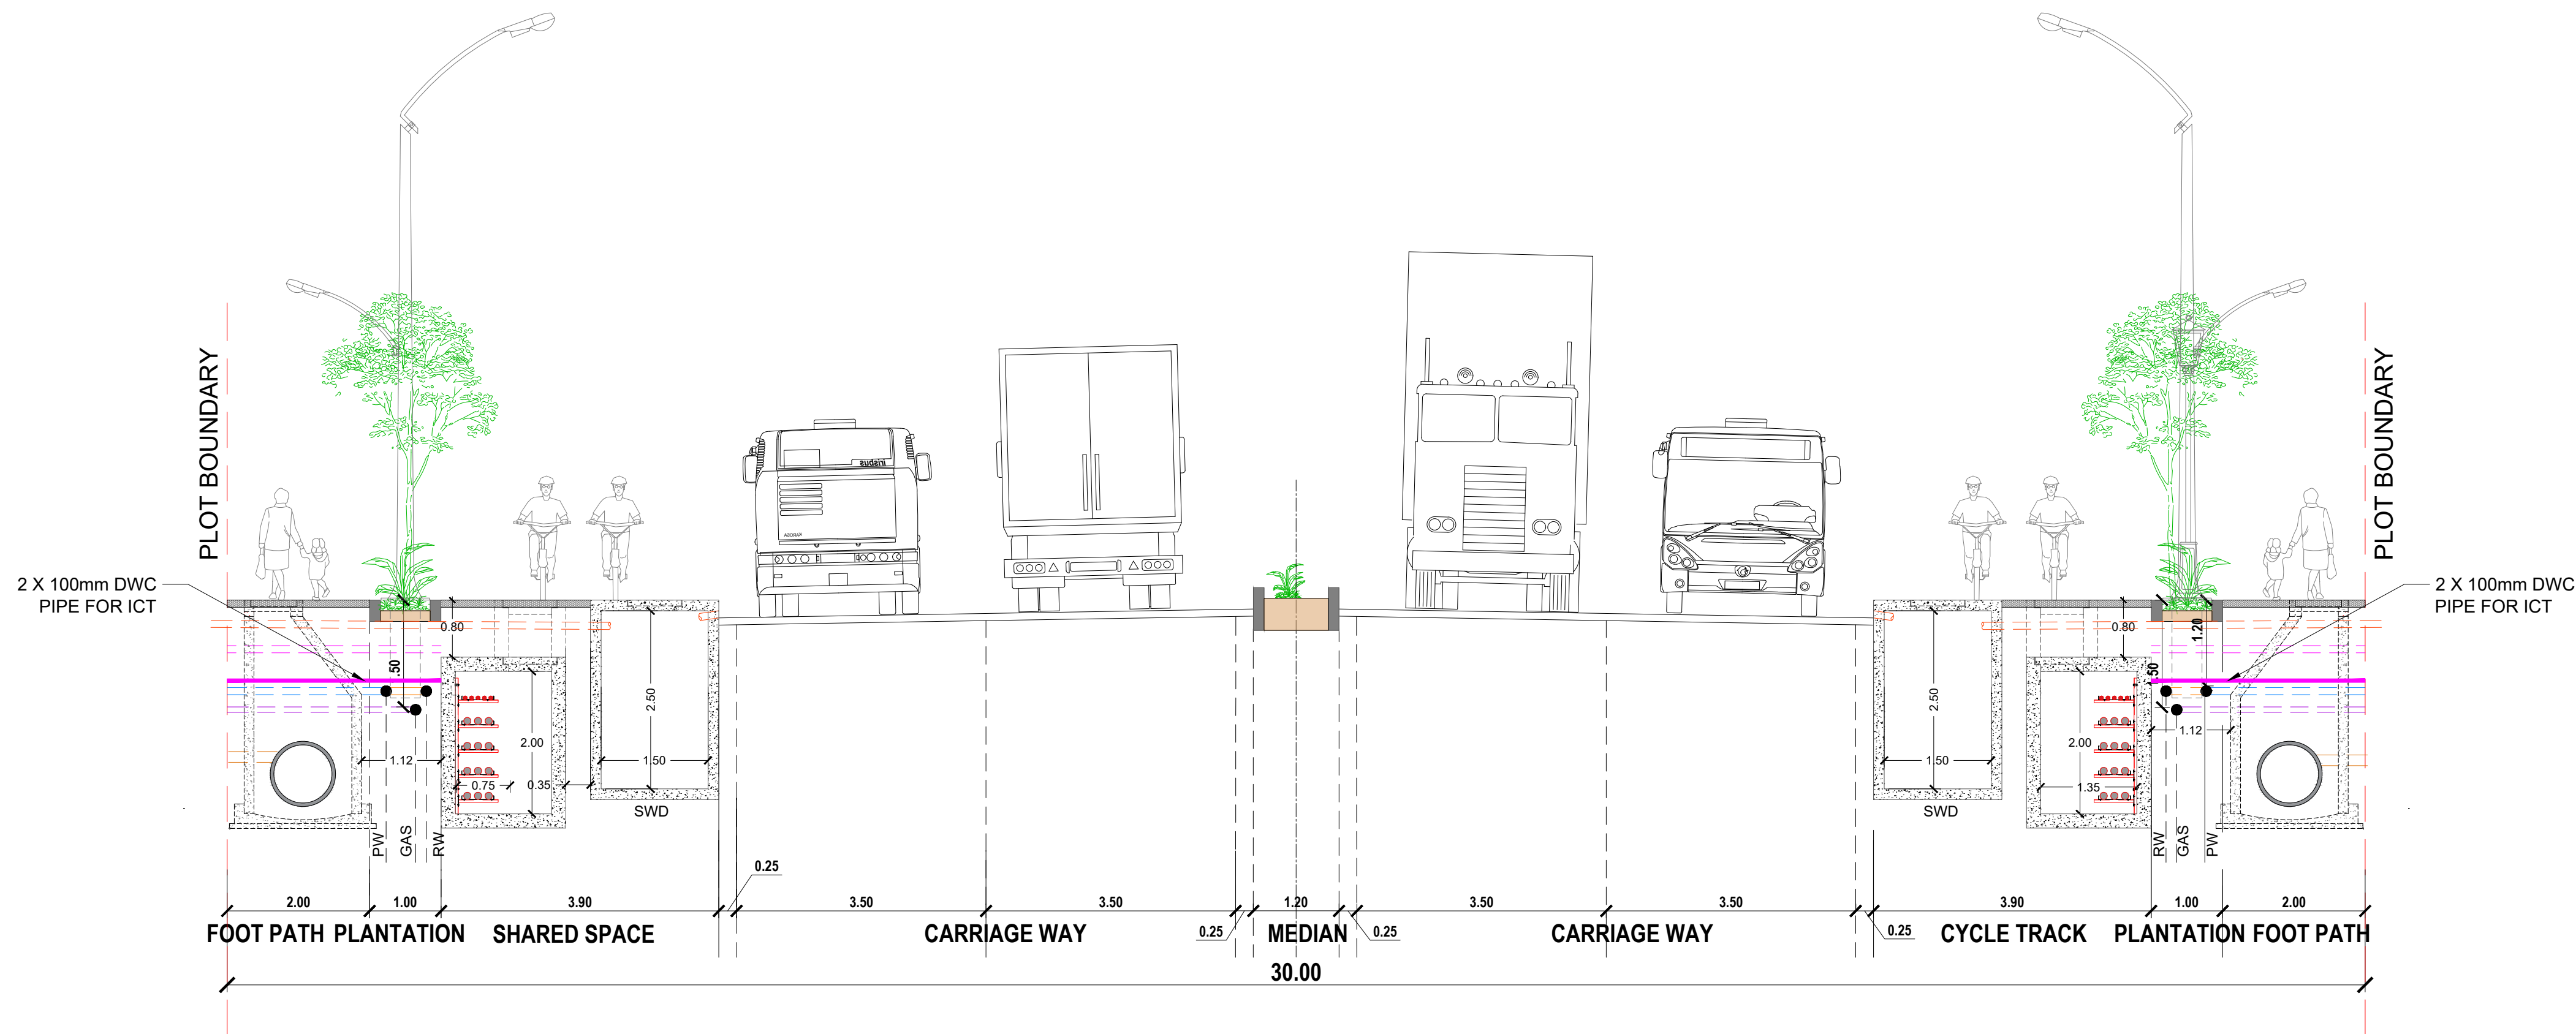 PLOT BOUNDARY
PLOT BOUNDARY
irisbus
KAROSA
2 X 100mm DWC
PIPE FOR ICT
2 X 100mm DWC
PIPE FOR ICT
0.80
.50
2.50
2.00
1.12
0.75
0.35
1.50
SWD
PW
GAS
RW
0.80
1.20
.50
2.50
2.00
1.12
1.50
1.35
SWD
RW
GAS
PW
0.25
2.00
1.00
3.90
3.50
3.50
1.20
3.50
3.50
3.90
1.00
2.00
0.25
0.25
0.25
FOOT PATH
PLANTATION
SHARED SPACE
CARRIAGE WAY
MEDIAN
CARRIAGE WAY
CYCLE TRACK
PLANTATION
FOOT PATH
30.00